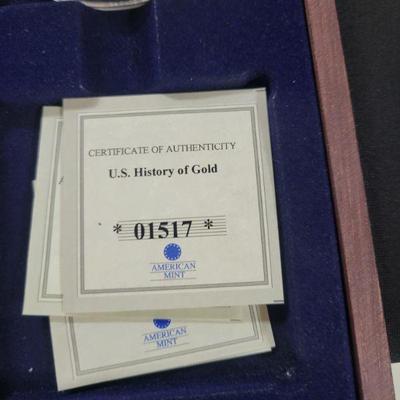 CERTIFICATE OF AUTHENTICITY
U.S. History of Gold
* 01517 *
AMERICAN
MINT
AMERICAN
MINT